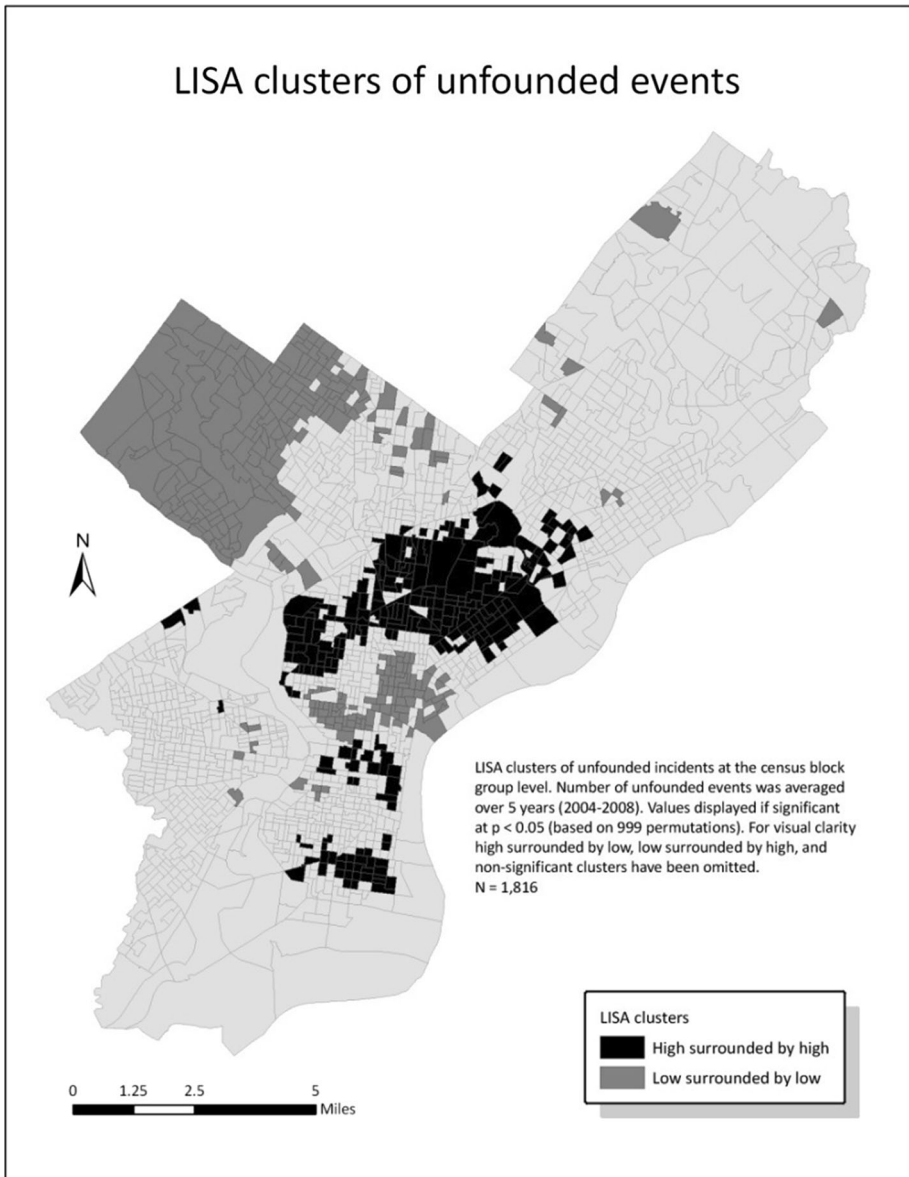 LISA clusters of unfounded events
N
LISA clusters of unfounded incidents at the census block
group level. Number of unfounded events was averaged
over 5 years (2004-2008). Values displayed if significant
at p < 0.05 (based on 999 permutations). For visual clarity
high surrounded by low, low surrounded by high, and
non-significant clusters have been omitted.
N = 1,816
LISA clusters
High surrounded by high
Low surrounded by low
0 1.25 2.5 5
Miles